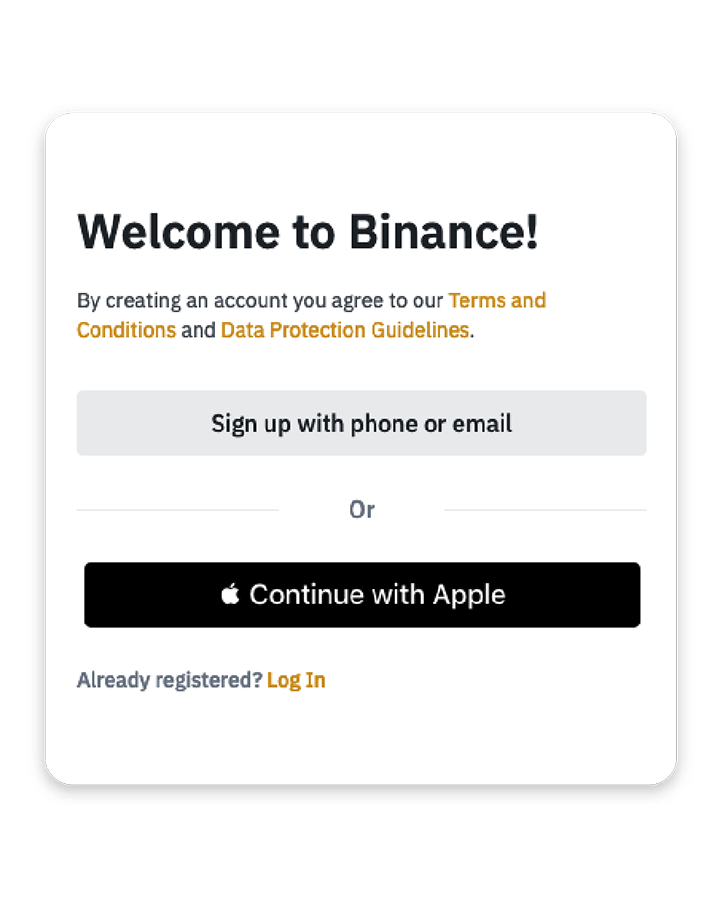 Welcome to Binance!
By creating an account you agree to our Terms and
Conditions and Data Protection Guidelines.
Sign up with phone or email
Or
Continue with Apple
Already registered? Log In